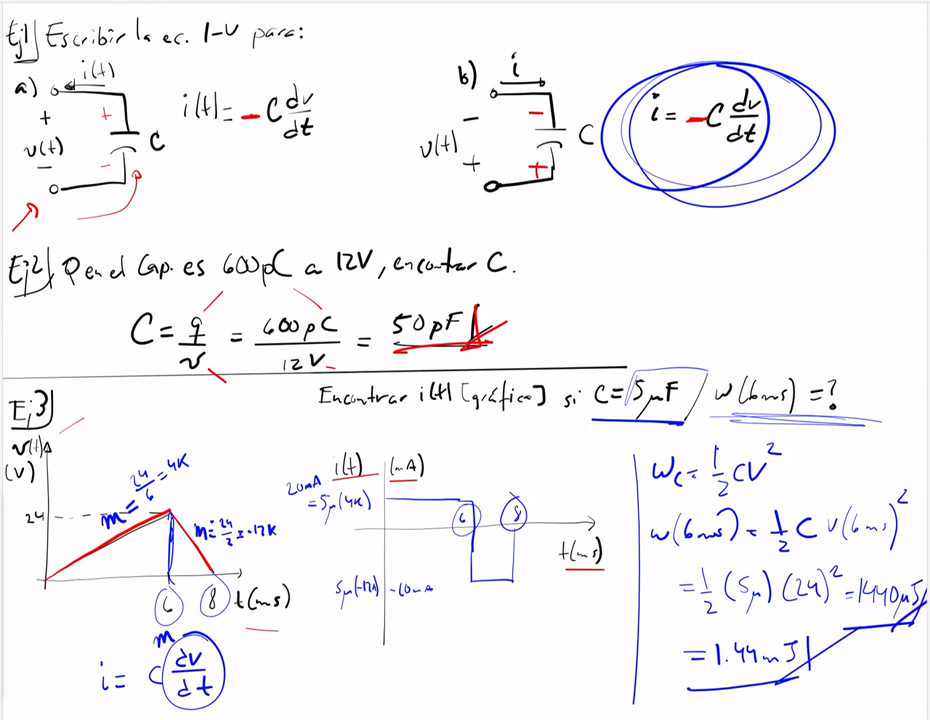 Ej1) Escribir la ec. I-V para:
a) i(t)
+ +
v(t) C
- -
i(t) = -C dv/dt
b) i
- -
v(t) C
+ +
i = -C dv/dt
Ej2) Q en el Cap. es 600pC a 12V, encontar C.
C = q/v = 600pC/12V = 50pF
Ej3) Encontrar i(t) [gráfica] si C=5μF w(6ms)=?
v(t)
(V)
24
m= 24/6 = 4K
m= -24/2 = -12K
6 8 t(ms)
m
i = C dv/dt
i(t) (mA)
20mA
=5μ(4K)
6 8
t(ms)
5μ(-12K) -60mA
Wc = 1/2 CV²
w(6ms) = 1/2 C v(6ms)²
= 1/2 (5μ)(24)² = 1440μJ
= 1.44mJ